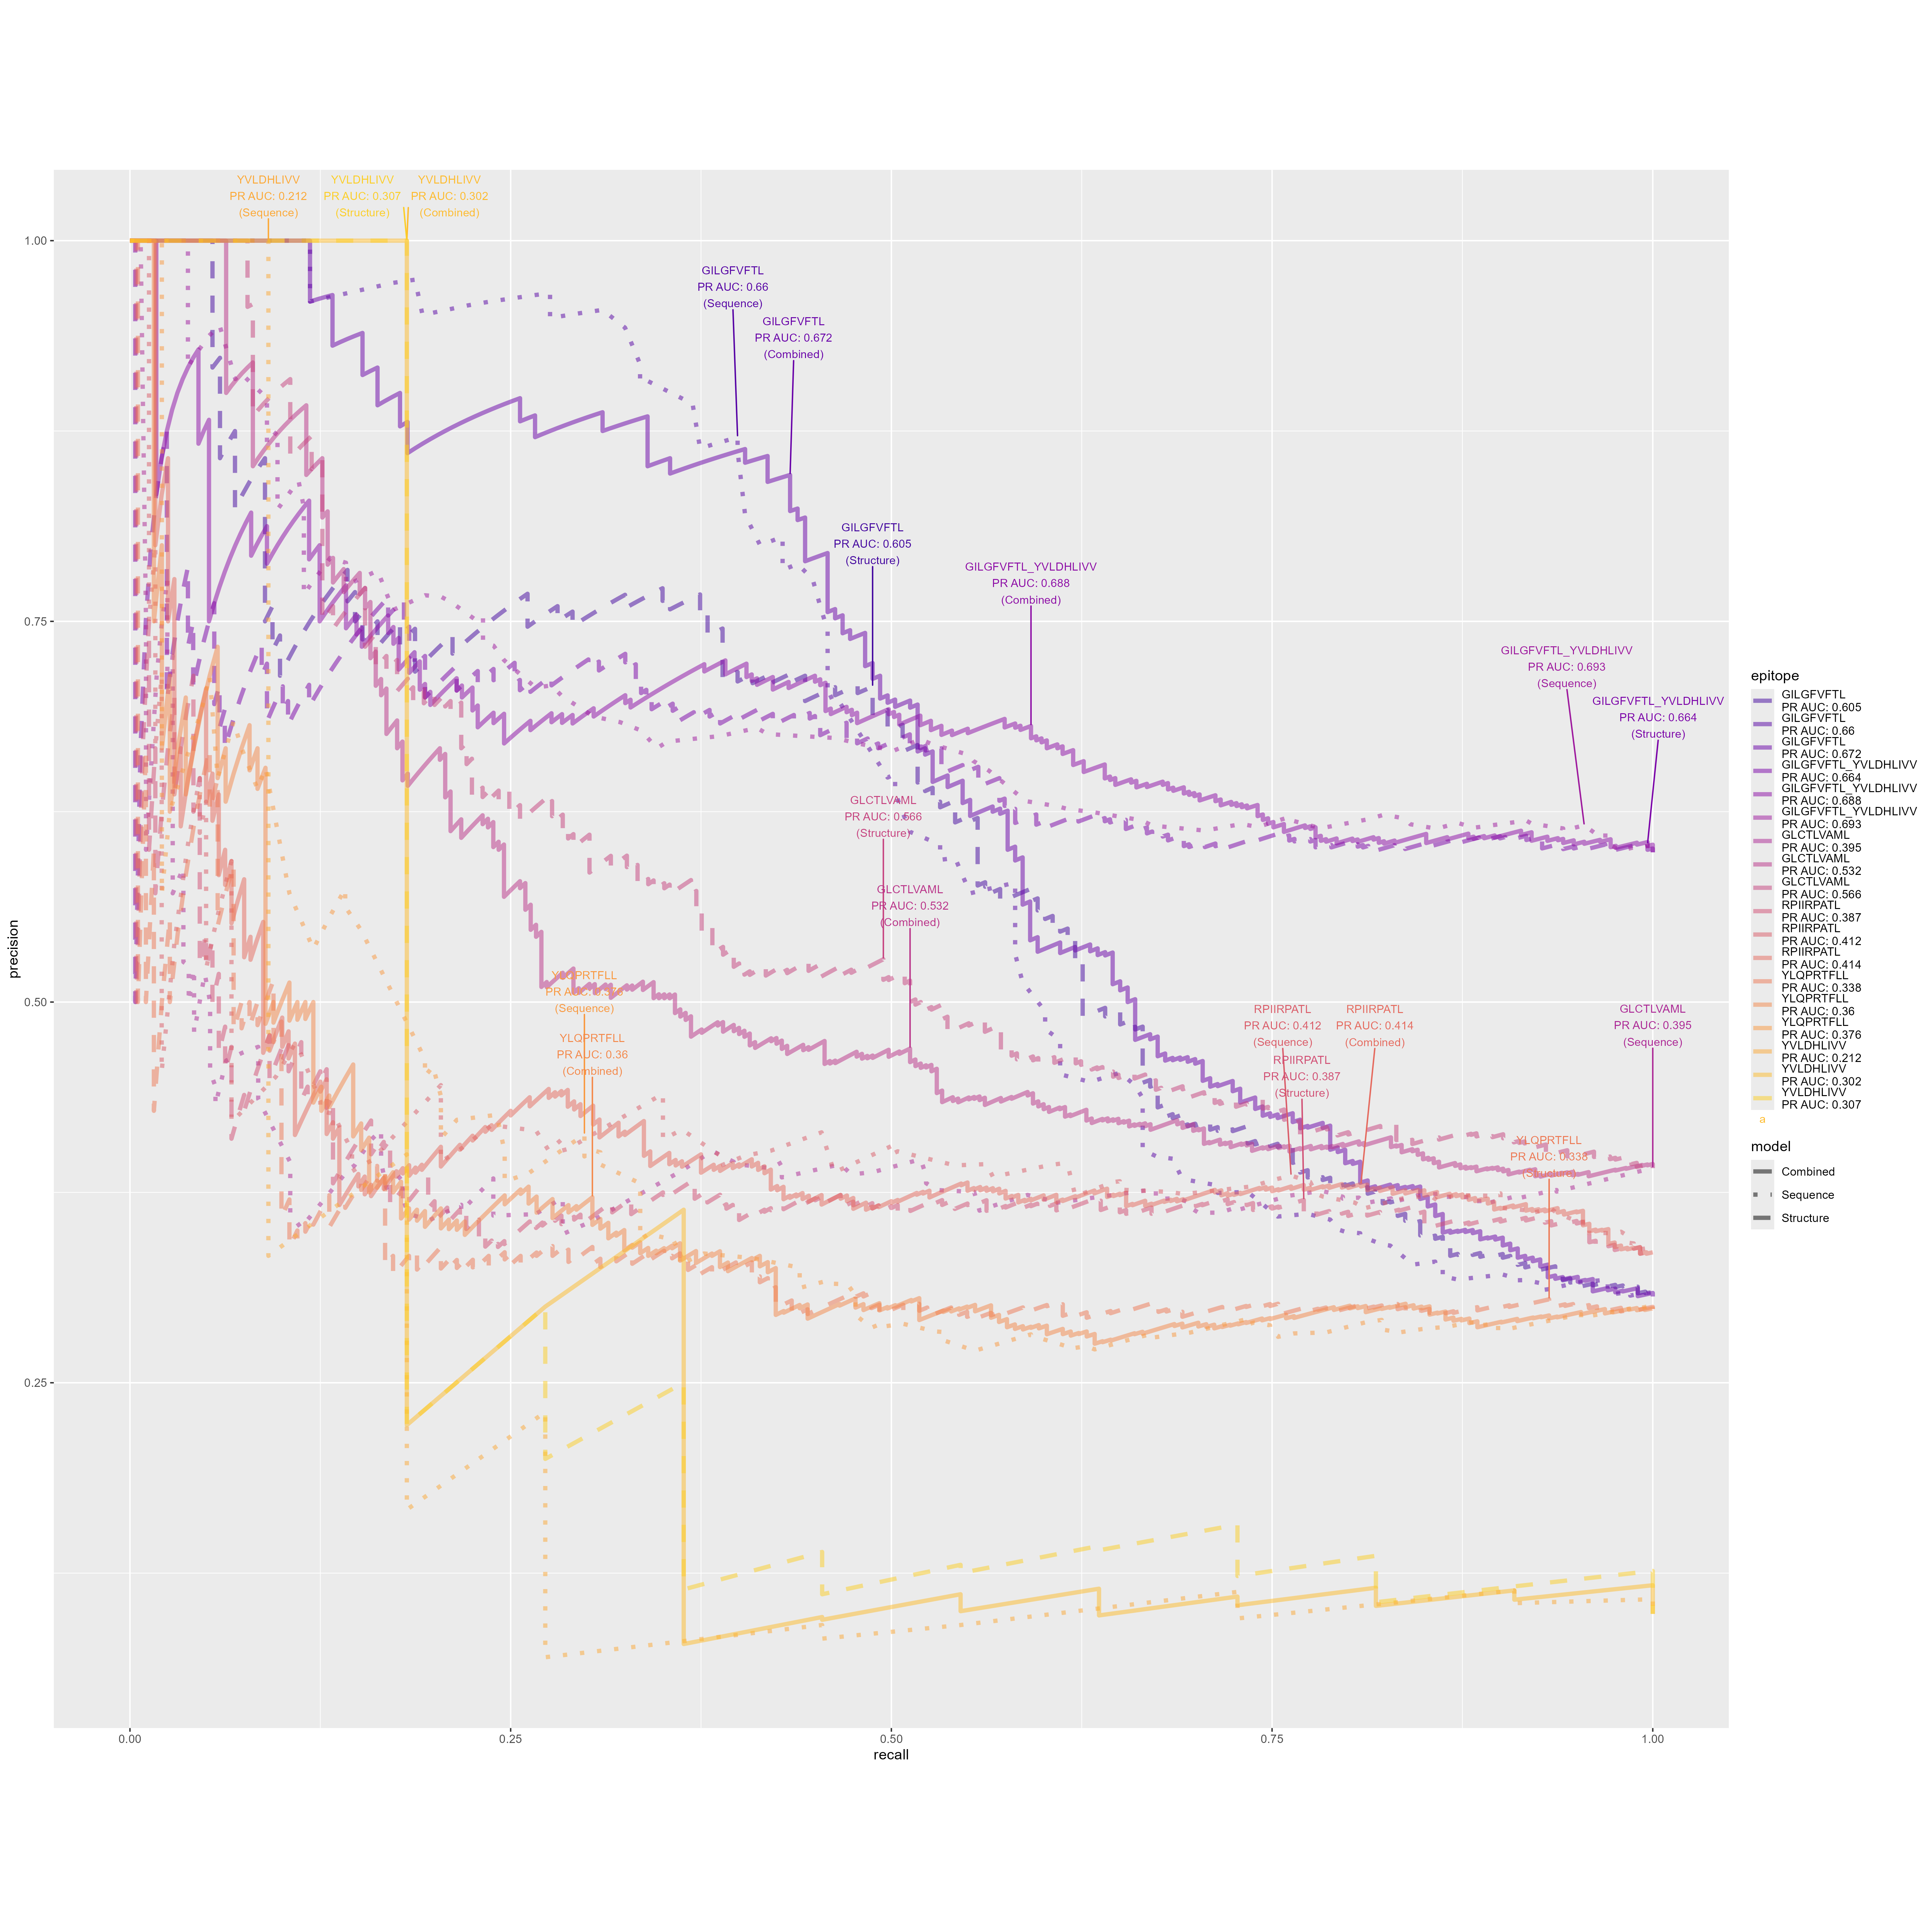 YVLDHLIVV
PR AUC: 0.212
(Sequence)
YVLDHLIVV
PR AUC: 0.307
(Structure)
YVLDHLIVV
PR AUC: 0.302
(Combined)
GILGFVFTL
PR AUC: 0.66
(Sequence)
GILGFVFTL
PR AUC: 0.672
(Combined)
GILGFVFTL
PR AUC: 0.605
(Structure)
GILGFVFTL_YVLDHLIVV
PR AUC: 0.688
(Combined)
GILGFVFTL_YVLDHLIVV
PR AUC: 0.693
(Sequence)
GILGFVFTL_YVLDHLIVV
PR AUC: 0.664
(Structure)
GLCTLVAML
PR AUC: 0.566
(Structure)
GLCTLVAML
PR AUC: 0.532
(Combined)
YLQPRTFLL
PR AUC: 0.376
(Sequence)
YLQPRTFLL
PR AUC: 0.36
(Combined)
RPIIRPATL
PR AUC: 0.412
(Sequence)
RPIIRPATL
PR AUC: 0.414
(Combined)
RPIIRPATL
PR AUC: 0.387
(Structure)
GLCTLVAML
PR AUC: 0.395
(Sequence)
YLQPRTFLL
PR AUC: 0.338
(Structure)
1.00
0.75
0.50
0.25
precision
0.00
0.25
0.50
0.75
1.00
recall
epitope
GILGFVFTL
PR AUC: 0.605
GILGFVFTL
PR AUC: 0.66
GILGFVFTL
PR AUC: 0.672
GILGFVFTL_YVLDHLIVV
PR AUC: 0.664
GILGFVFTL_YVLDHLIVV
PR AUC: 0.688
GILGFVFTL_YVLDHLIVV
PR AUC: 0.693
GLCTLVAML
PR AUC: 0.395
GLCTLVAML
PR AUC: 0.532
GLCTLVAML
PR AUC: 0.566
RPIIRPATL
PR AUC: 0.387
RPIIRPATL
PR AUC: 0.412
RPIIRPATL
PR AUC: 0.414
YLQPRTFLL
PR AUC: 0.338
YLQPRTFLL
PR AUC: 0.36
YLQPRTFLL
PR AUC: 0.376
YVLDHLIVV
PR AUC: 0.212
YVLDHLIVV
PR AUC: 0.302
YVLDHLIVV
PR AUC: 0.307
a
model
Combined
Sequence
Structure